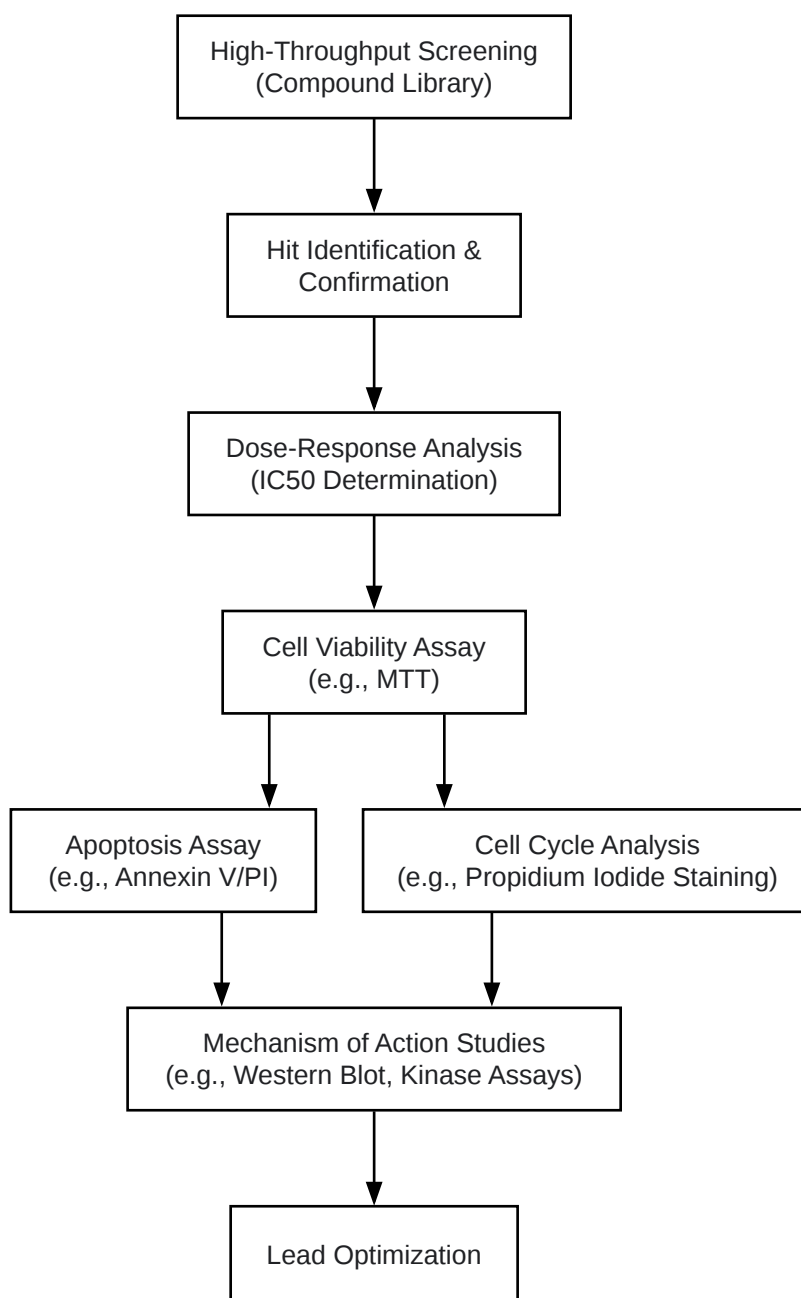 High-Throughput Screening
(Compound Library)
Hit Identification &
Confirmation
Dose-Response Analysis
(IC50 Determination)
Cell Viability Assay
(e.g., MTT)
Apoptosis Assay
(e.g., Annexin V/PI)
Cell Cycle Analysis
(e.g., Propidium Iodide Staining)
Mechanism of Action Studies
(e.g., Western Blot, Kinase Assays)
Lead Optimization